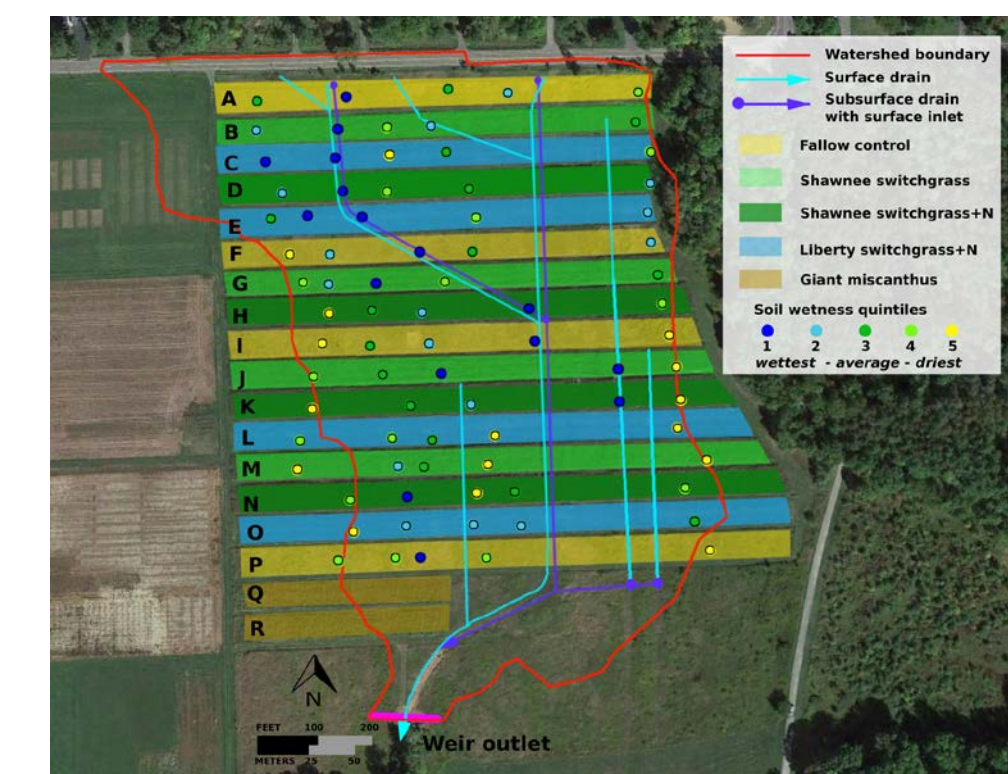 Watershed boundary
Surface drain
Subsurface drain
with surface inlet
Fallow control
Shawnee switchgrass
Shawnee switchgrass+N
Liberty switchgrass+N
Giant miscanthus
Soil wetness quintiles
1 2 3 4 5
wettest - average - driest
A
B
C
D
E
F
G
H
I
J
K
L
M
N
O
P
Q
R
N
FEET 100 200
METERS 25 50
Weir outlet